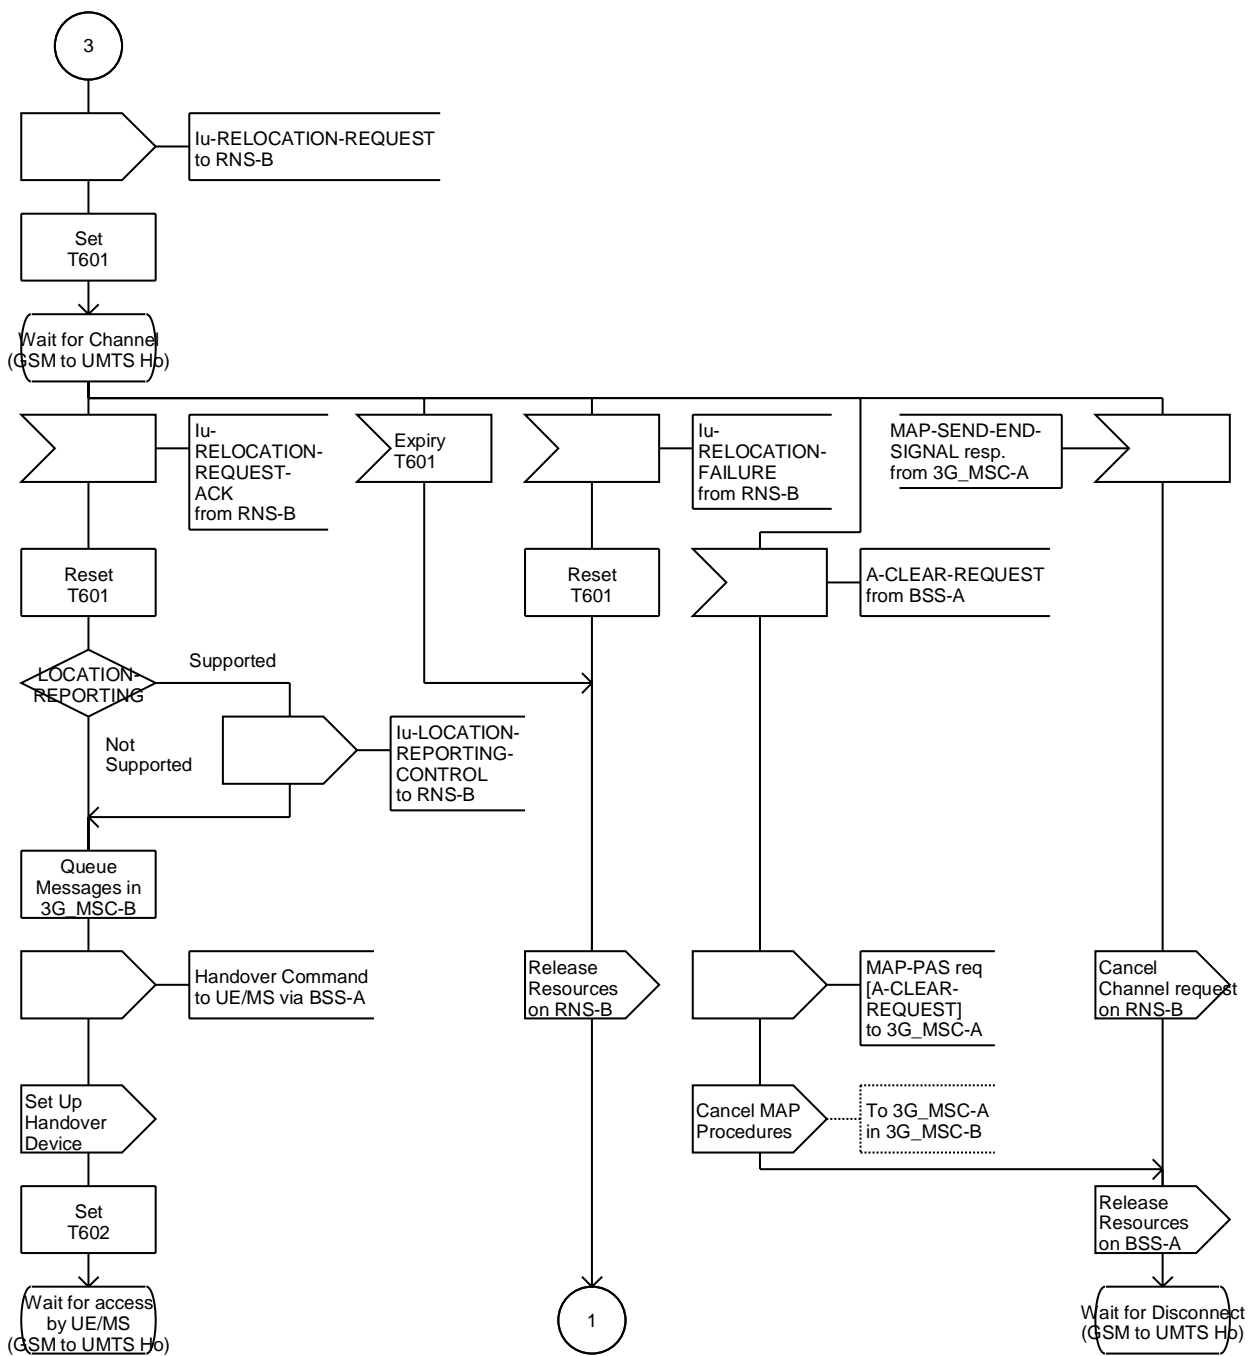 3
Iu-RELOCATION-REQUEST
to RNS-B
Set
T601
Wait for Channel
(GSM to UMTS Ho)
Iu-
RELOCATION-
REQUEST-
ACK
from RNS-B
Expiry
T601
Iu-
RELOCATION-
FAILURE
from RNS-B
MAP-SEND-END-
SIGNAL resp.
from 3G_MSC-A
Reset
T601
Reset
T601
A-CLEAR-REQUEST
from BSS-A
LOCATION-
REPORTING
Supported
Not
Supported
Iu-LOCATION-
REPORTING-
CONTROL
to RNS-B
Queue
Messages in
3G_MSC-B
Handover Command
to UE/MS via BSS-A
Release
Resources
on RNS-B
MAP-PAS req
[A-CLEAR-
REQUEST]
to 3G_MSC-A
Cancel
Channel request
on RNS-B
Set Up
Handover
Device
Cancel MAP
Procedures
To 3G_MSC-A
in 3G_MSC-B
Set
T602
Release
Resources
on BSS-A
Wait for access
by UE/MS
(GSM to UMTS Ho)
1
Wait for Disconnect
(GSM to UMTS Ho)